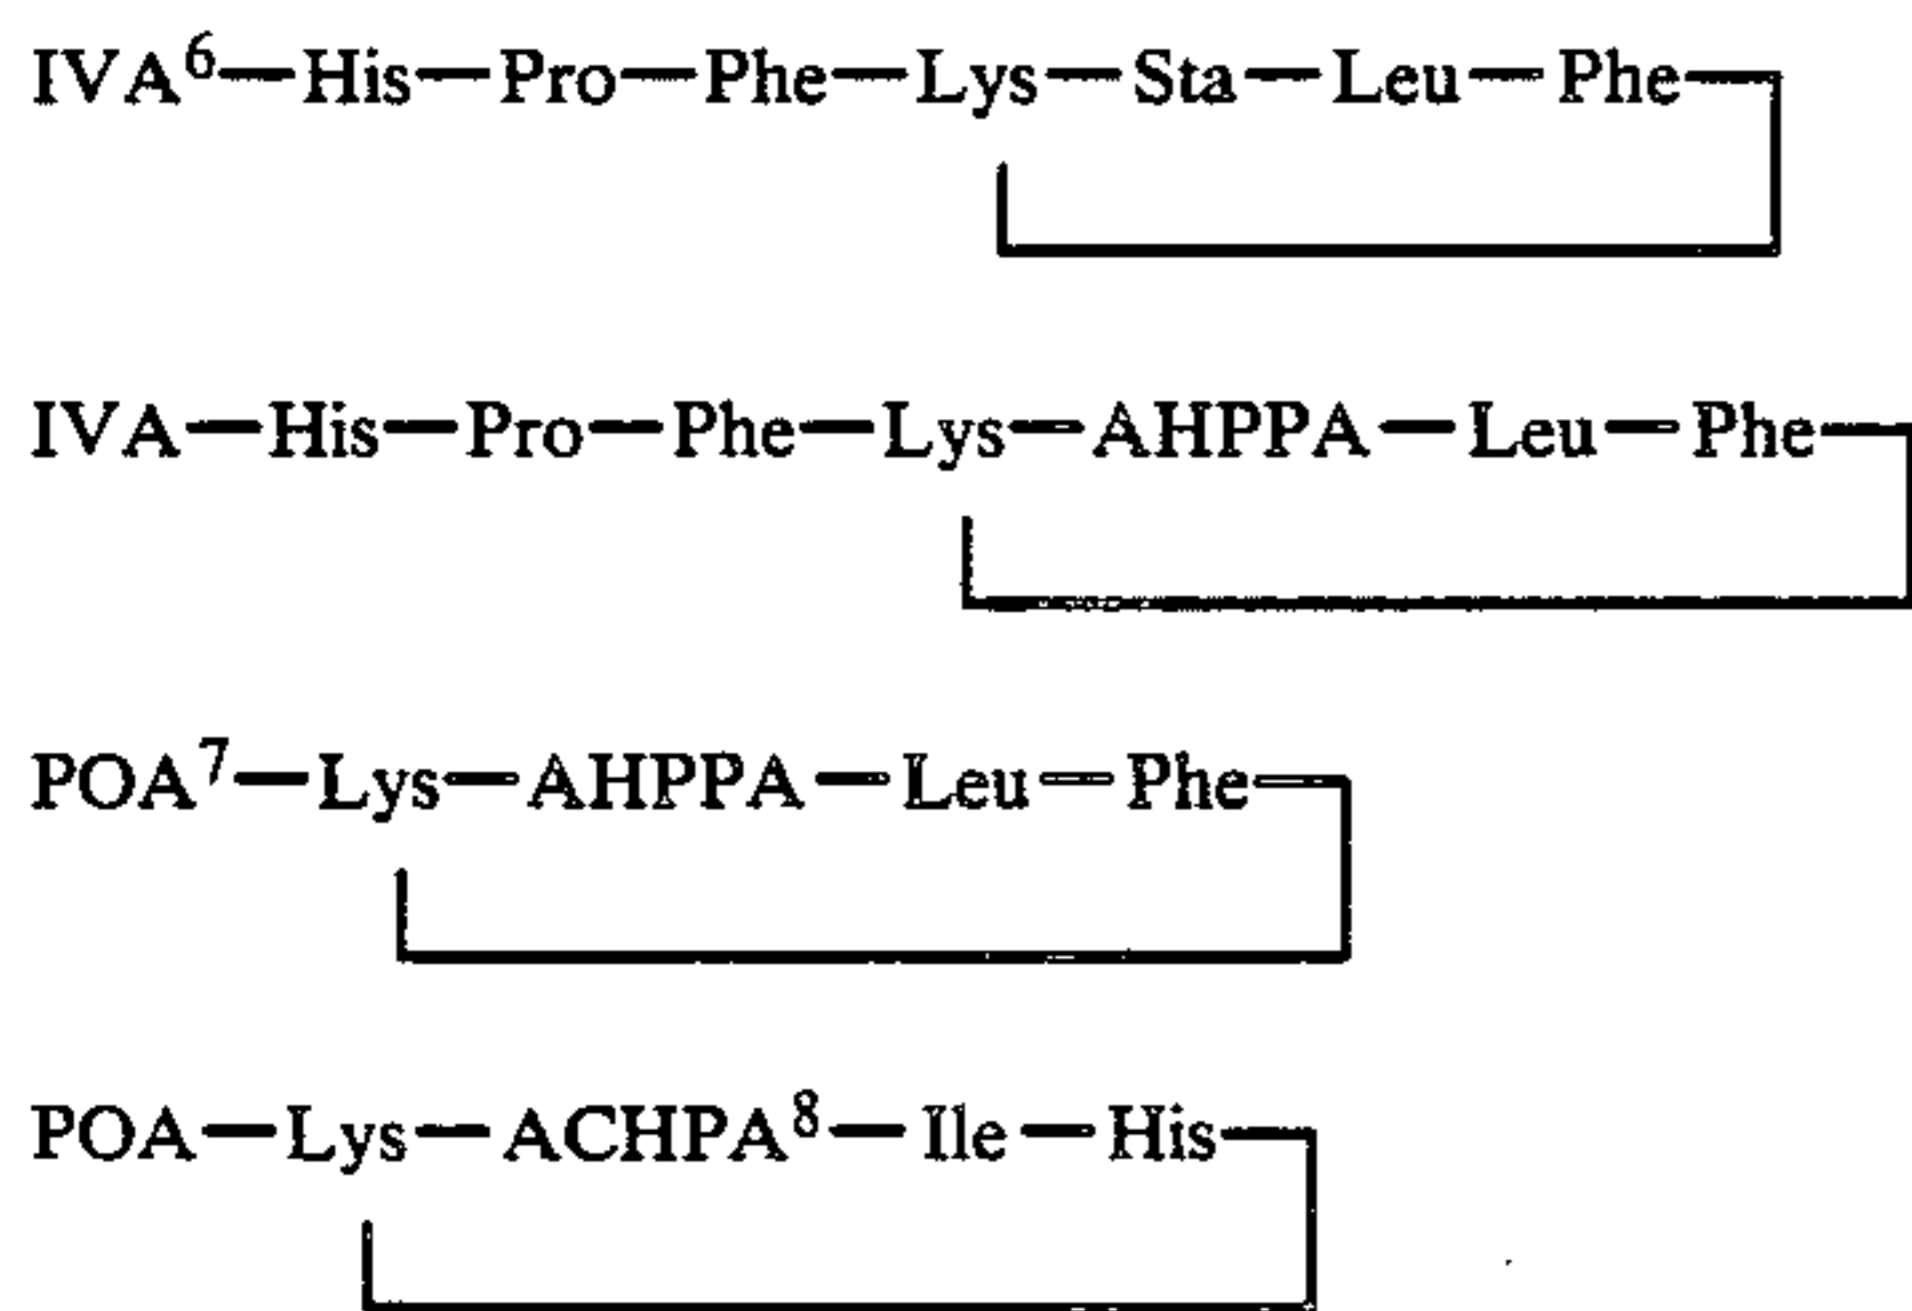 IVA⁶—His—Pro—Phe—Lys—Sta—Leu—Phe
IVA—His—Pro—Phe—Lys—AHPPA—Leu—Phe
POA⁷—Lys—AHPPA—Leu—Phe
POA—Lys—ACHPA⁸—Ile—His